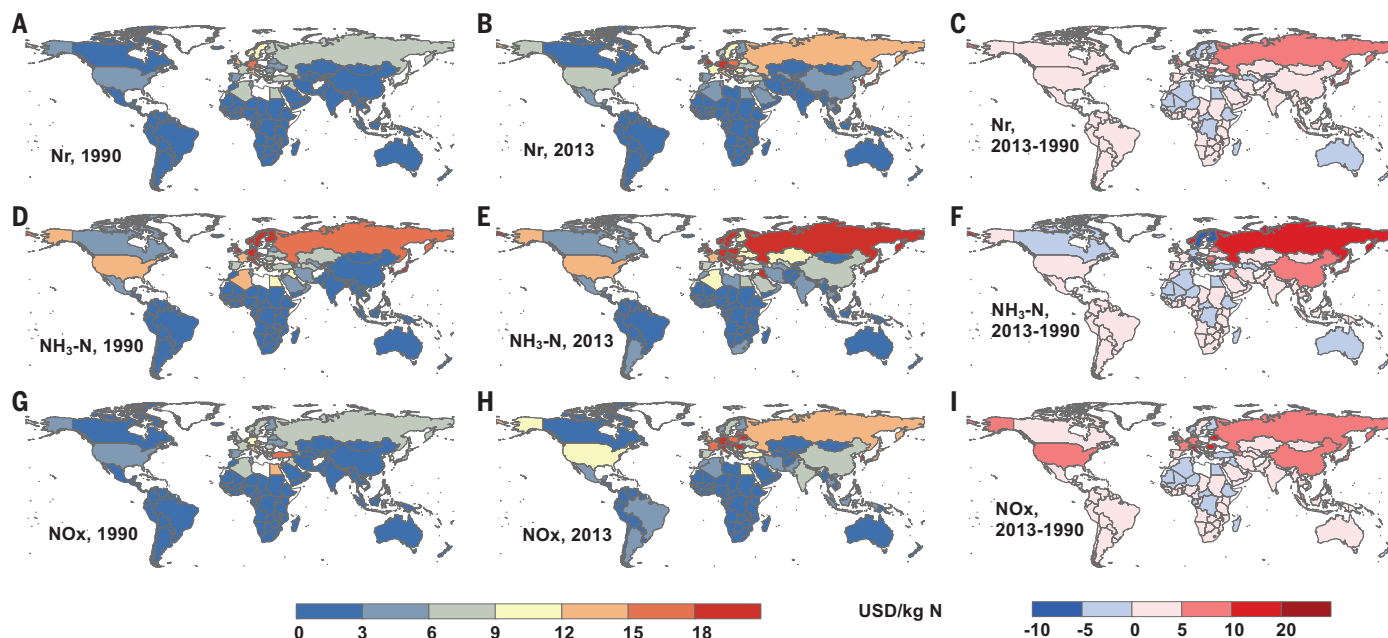 A
B
C
Nr, 1990
Nr, 2013
Nr,
2013-1990
D
E
F
NH₃-N, 1990
NH₃-N, 2013
NH₃-N,
2013-1990
G
H
I
NOx, 1990
NOx, 2013
NOx,
2013-1990
USD/kg N
0 3 6 9 12 15 18
-10 -5 0 5 10 20